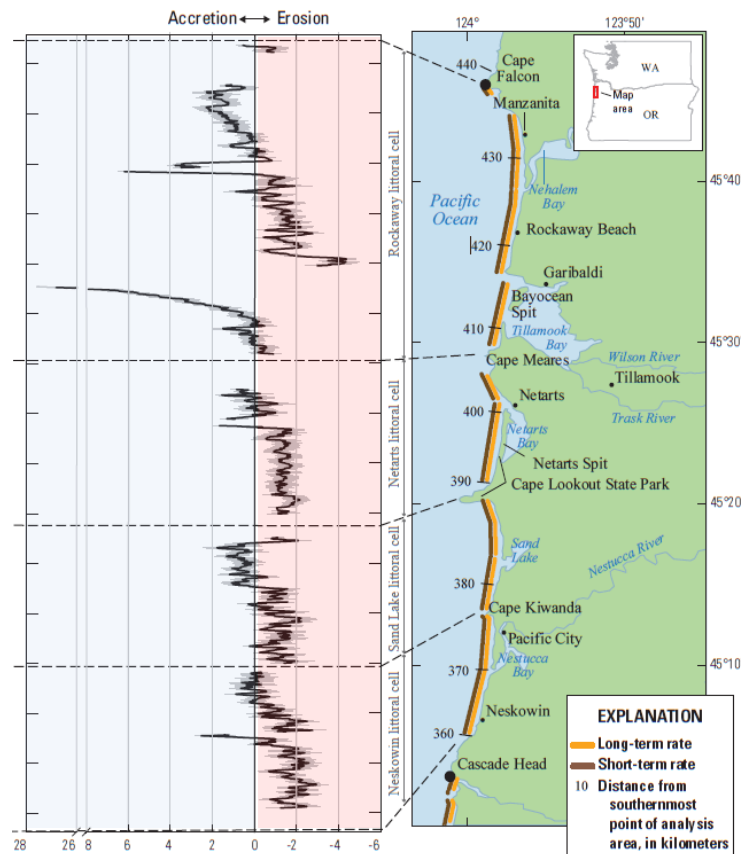 Accretion ↔ Erosion
Rockaway littoral cell
Netarts littoral cell
Sand Lake littoral cell
Neskowin littoral cell
28 26 8 6 4 2 0 -2 -4 -6
124°
123°50'
440
Cape
Falcon
Manzanita
WA
Map
area
OR
430
Nehalem
Bay
45°40'
Pacific
Ocean
Rockaway Beach
420
Garibaldi
Bayocean
Spit
410
Tillamook
Bay
45°30'
Cape Meares
Wilson River
Tillamook
Netarts
400
Trask River
Netarts
Bay
Netarts Spit
390
Cape Lookout State Park
45°20'
Sand
Lake
Nestucca River
380
Cape Kiwanda
Pacific City
45°10'
370
Nestucca
Bay
Neskowin
360
Cascade Head
EXPLANATION
Long-term rate
Short-term rate
10 Distance from
southernmost
point of analysis
area, in kilometers